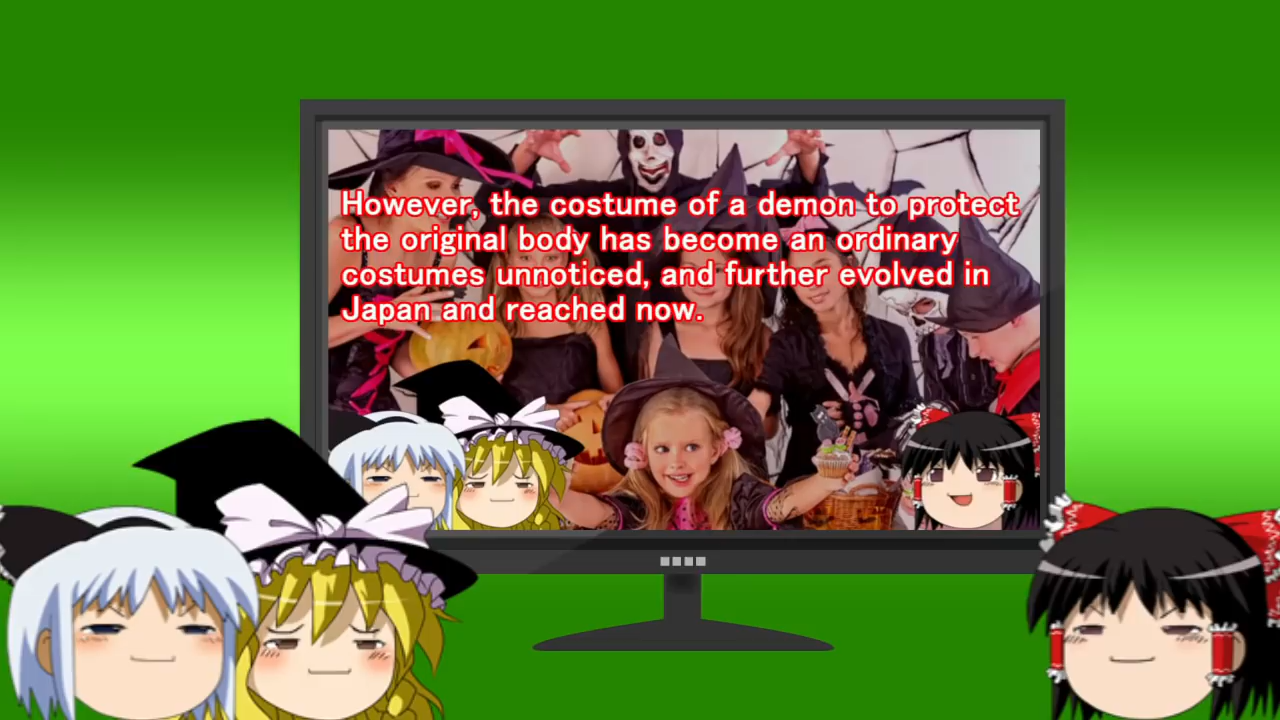 However, the costume of a demon to protect
the original body has become an ordinary
costumes unnoticed, and further evolved in
Japan and reached now.